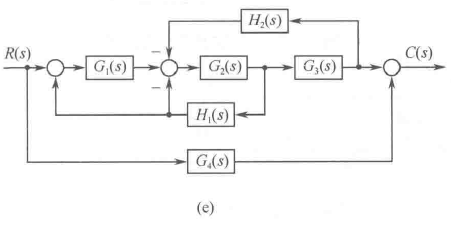 H₂(s)
R(s) G₁(s) − − G₂(s) G₃(s) C(s)
H₁(s)
G₄(s)
(e)